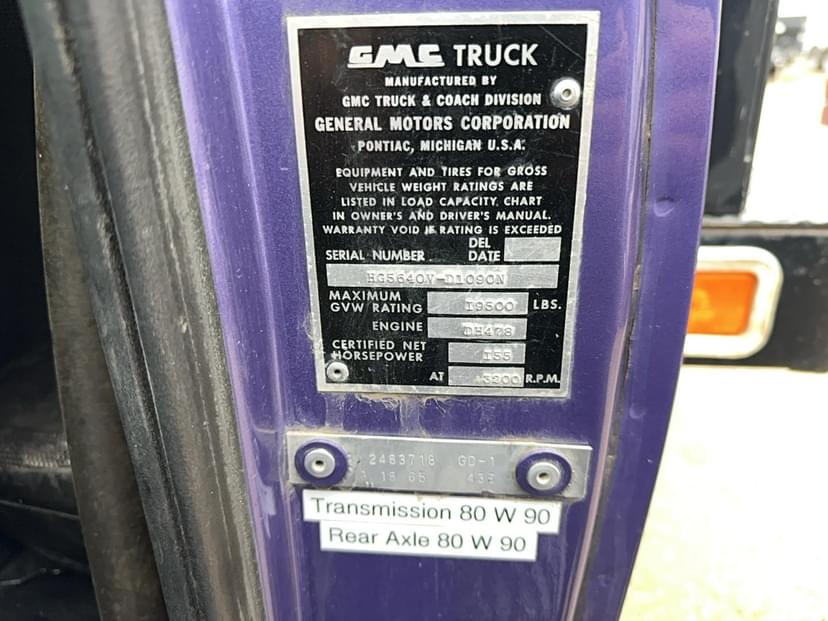 GMC TRUCK
MANUFACTURED BY
GMC TRUCK & COACH DIVISION
GENERAL MOTORS CORPORATION
PONTIAC, MICHIGAN U.S.A.
EQUIPMENT AND TIRES FOR GROSS
VEHICLE WEIGHT RATINGS ARE
LISTED IN LOAD CAPACITY CHART
IN OWNER'S AND DRIVER'S MANUAL.
WARRANTY VOID IF RATING IS EXCEEDED
SERIAL NUMBER DEL DATE
HG5640V-D1090N
MAXIMUM GVW RATING 19500 LBS.
ENGINE DH478
CERTIFIED NET HORSEPOWER 155
AT 3200 R.P.M.
2463718 GD-1
Transmission 80 W 90
Rear Axle 80 W 90